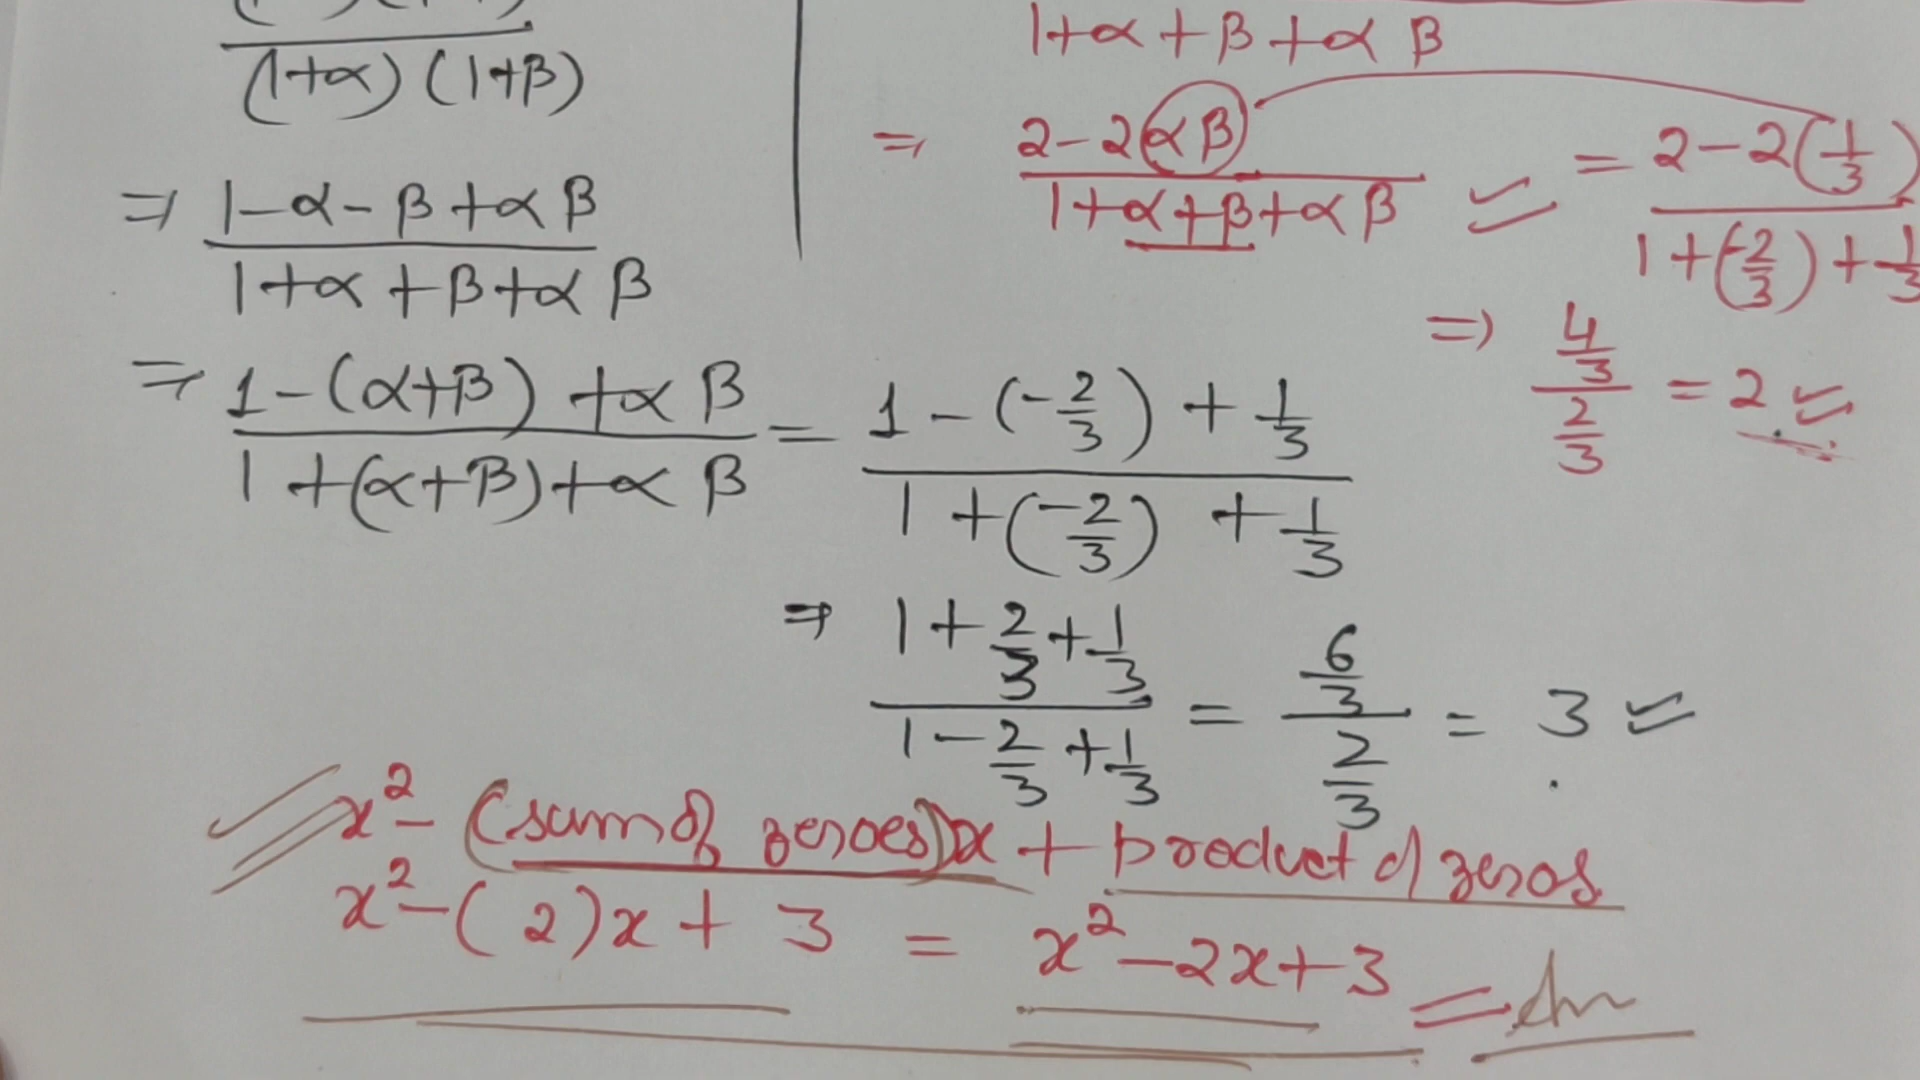 (1+α)(1+β)
⇒ 1-α-β+αβ
1+α+β+αβ
⇒ 1-(α+β)+αβ = 1-(-2/3)+1/3
1+(α+β)+αβ 1+(-2/3)+1/3
⇒ 1+2/3+1/3 = 6/3 = 3
1-2/3+1/3 2/3
1+α+β+αβ
⇒ 2-2αβ = 2-2(1/3)
1+α+β+αβ 1+(-2/3)+1/3
⇒ 4/3 = 2
2/3
x²-(sum of zeroes)x + product of zeros
x²-(2)x+3 = x²-2x+3 = Ans